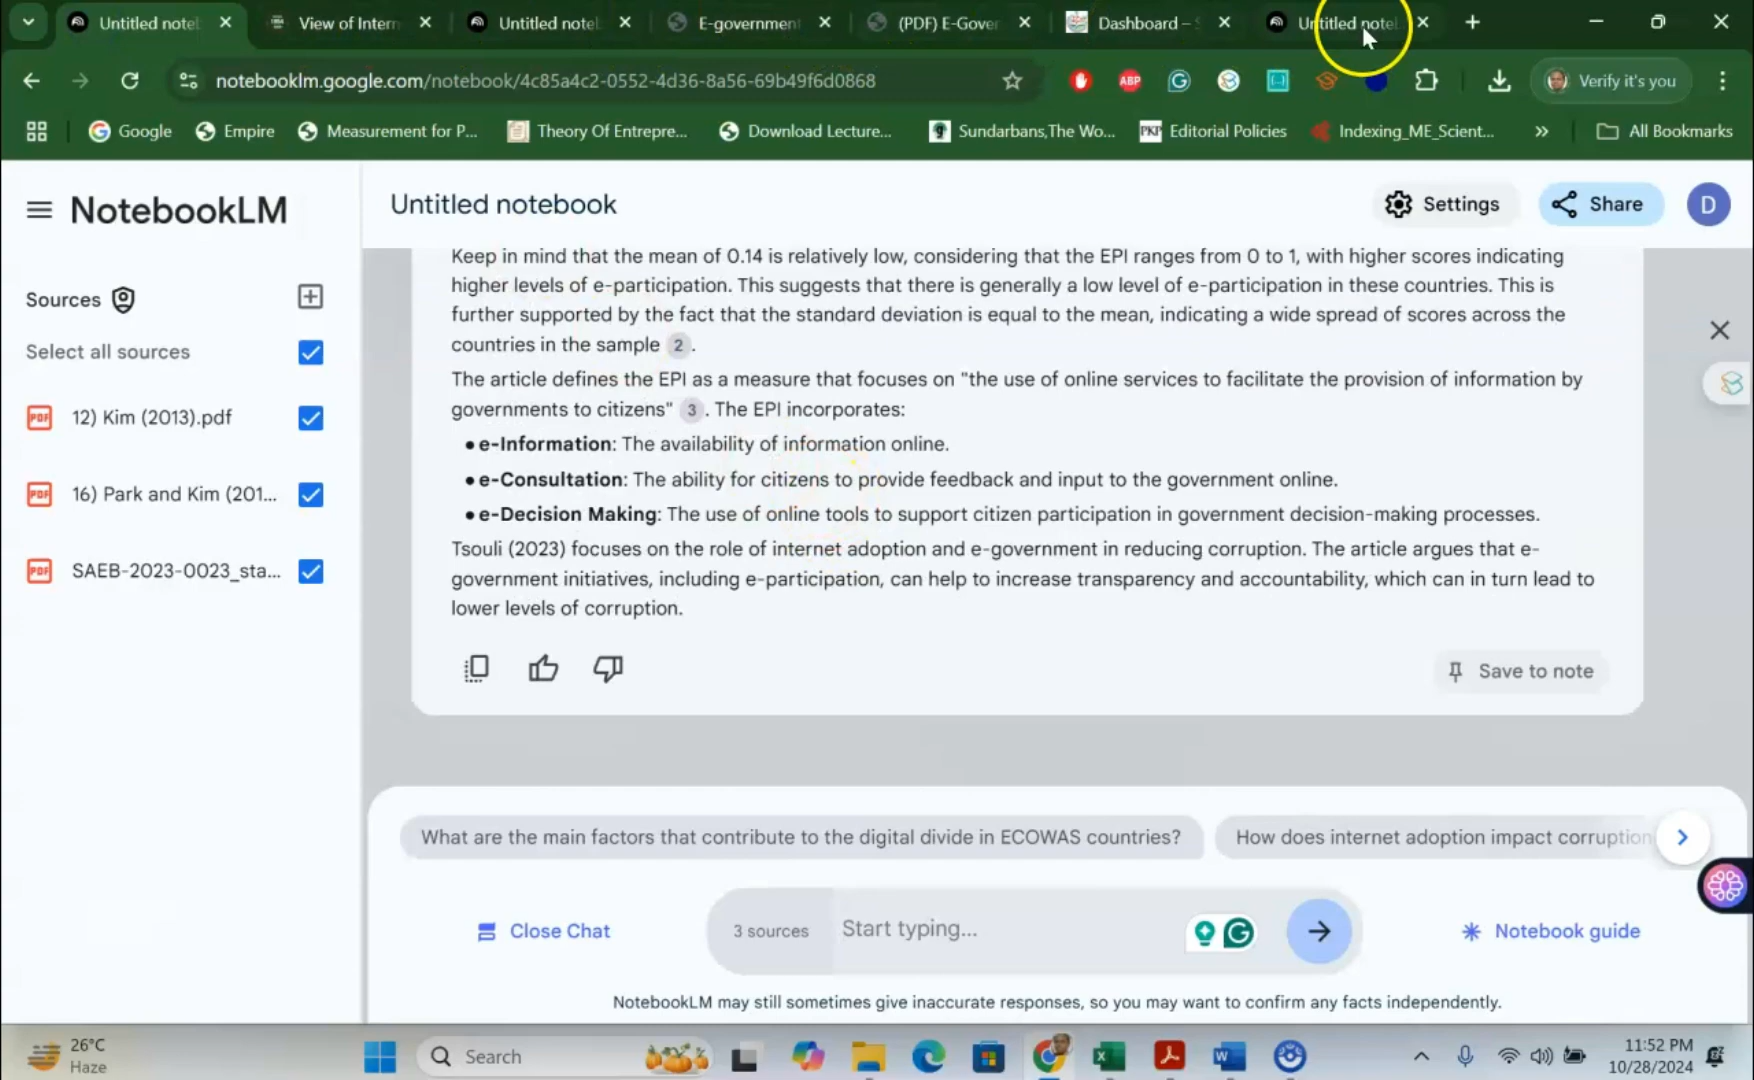 Untitled note
View of Intern
Untitled note
E-government
(PDF) E-Gover
Dashboard – S
Untitled note
notebooklm.google.com/notebook/4c85a4c2-0552-4d36-8a56-69b49f6d0868
ABP
Verify it's you
Google
Empire
Measurement for P...
Theory Of Entrepre...
Download Lecture...
Sundarbans,The Wo...
PKP
Editorial Policies
Indexing_ME_Scient...
»
All Bookmarks
NotebookLM
Untitled notebook
Settings
Share
D
Sources
Select all sources
PDF
12) Kim (2013).pdf
PDF
16) Park and Kim (201...
PDF
SAEB-2023-0023_sta...
Keep in mind that the mean of 0.14 is relatively low, considering that the EPI ranges from 0 to 1, with higher scores indicating
higher levels of e-participation. This suggests that there is generally a low level of e-participation in these countries. This is
further supported by the fact that the standard deviation is equal to the mean, indicating a wide spread of scores across the
countries in the sample 2 .
The article defines the EPI as a measure that focuses on "the use of online services to facilitate the provision of information by
governments to citizens" 3 . The EPI incorporates:
• e-Information: The availability of information online.
• e-Consultation: The ability for citizens to provide feedback and input to the government online.
• e-Decision Making: The use of online tools to support citizen participation in government decision-making processes.
Tsouli (2023) focuses on the role of internet adoption and e-government in reducing corruption. The article argues that e-
government initiatives, including e-participation, can help to increase transparency and accountability, which can in turn lead to
lower levels of corruption.
Save to note
What are the main factors that contribute to the digital divide in ECOWAS countries?
How does internet adoption impact corruption
Close Chat
3 sources
Start typing...
Notebook guide
NotebookLM may still sometimes give inaccurate responses, so you may want to confirm any facts independently.
26°C
Haze
Search
11:52 PM
10/28/2024